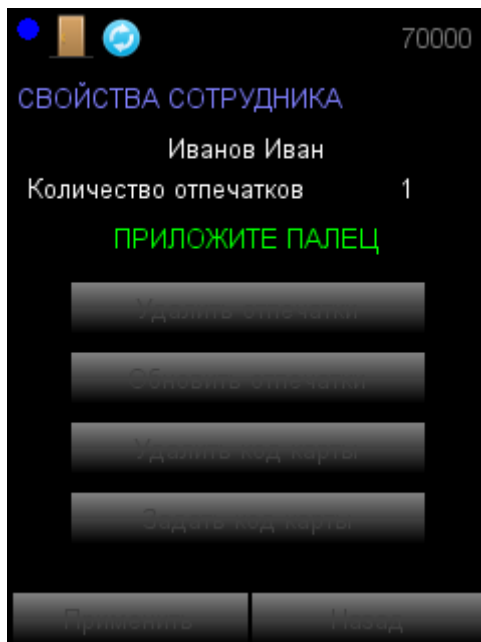 70000
СВОЙСТВА СОТРУДНИКА
Иванов Иван
Количество отпечатков 1
ПРИЛОЖИТЕ ПАЛЕЦ
Удалить отпечатки
Обновить отпечатки
Удалить код карты
Задать код карты
Применить Назад